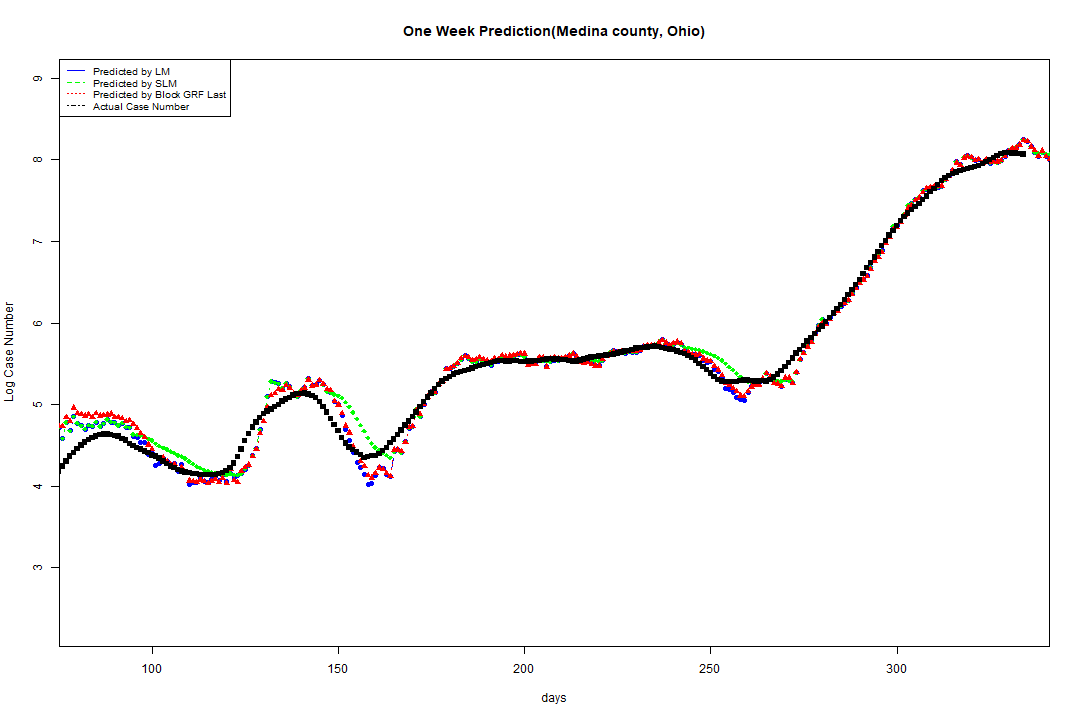 One Week Prediction(Medina county, Ohio)
Predicted by LM
Predicted by SLM
Predicted by Block GRF Last
Actual Case Number
Log Case Number
9
8
7
6
5
4
3
100 150 200 250 300
days